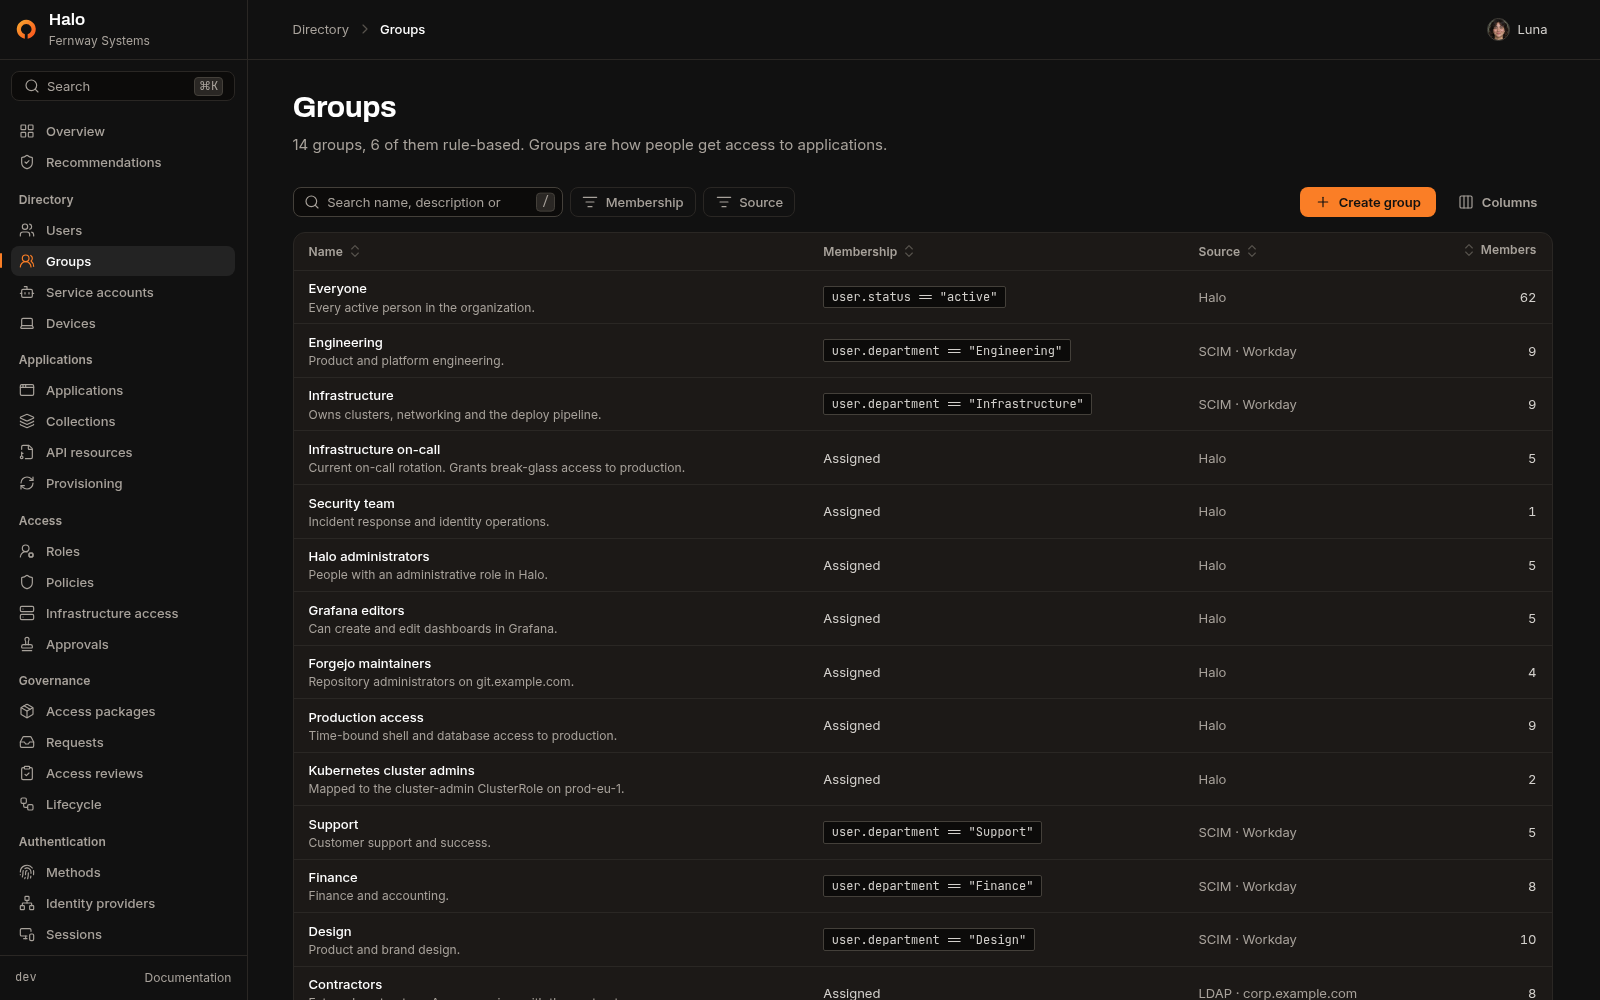 Halo
Fernway Systems
Search
⌘K
Overview
Recommendations
Directory
Users
Groups
Service accounts
Devices
Applications
Applications
Collections
API resources
Provisioning
Access
Roles
Policies
Infrastructure access
Approvals
Governance
Access packages
Requests
Access reviews
Lifecycle
Authentication
Methods
Identity providers
Sessions
dev
Documentation
Directory
Groups
Luna
Groups
14 groups, 6 of them rule-based. Groups are how people get access to applications.
Search name, description or
/
Membership
Source
Create group
Columns
Name
Membership
Source
Members
Everyone
Every active person in the organization.
user.status == "active"
Halo
62
Engineering
Product and platform engineering.
user.department == "Engineering"
SCIM · Workday
9
Infrastructure
Owns clusters, networking and the deploy pipeline.
user.department == "Infrastructure"
SCIM · Workday
9
Infrastructure on-call
Current on-call rotation. Grants break-glass access to production.
Assigned
Halo
5
Security team
Incident response and identity operations.
Assigned
Halo
1
Halo administrators
People with an administrative role in Halo.
Assigned
Halo
5
Grafana editors
Can create and edit dashboards in Grafana.
Assigned
Halo
5
Forgejo maintainers
Repository administrators on git.example.com.
Assigned
Halo
4
Production access
Time-bound shell and database access to production.
Assigned
Halo
9
Kubernetes cluster admins
Mapped to the cluster-admin ClusterRole on prod-eu-1.
Assigned
Halo
2
Support
Customer support and success.
user.department == "Support"
SCIM · Workday
5
Finance
Finance and accounting.
user.department == "Finance"
SCIM · Workday
8
Design
Product and brand design.
user.department == "Design"
SCIM · Workday
10
Contractors
Assigned
LDAP · corp.example.com
8